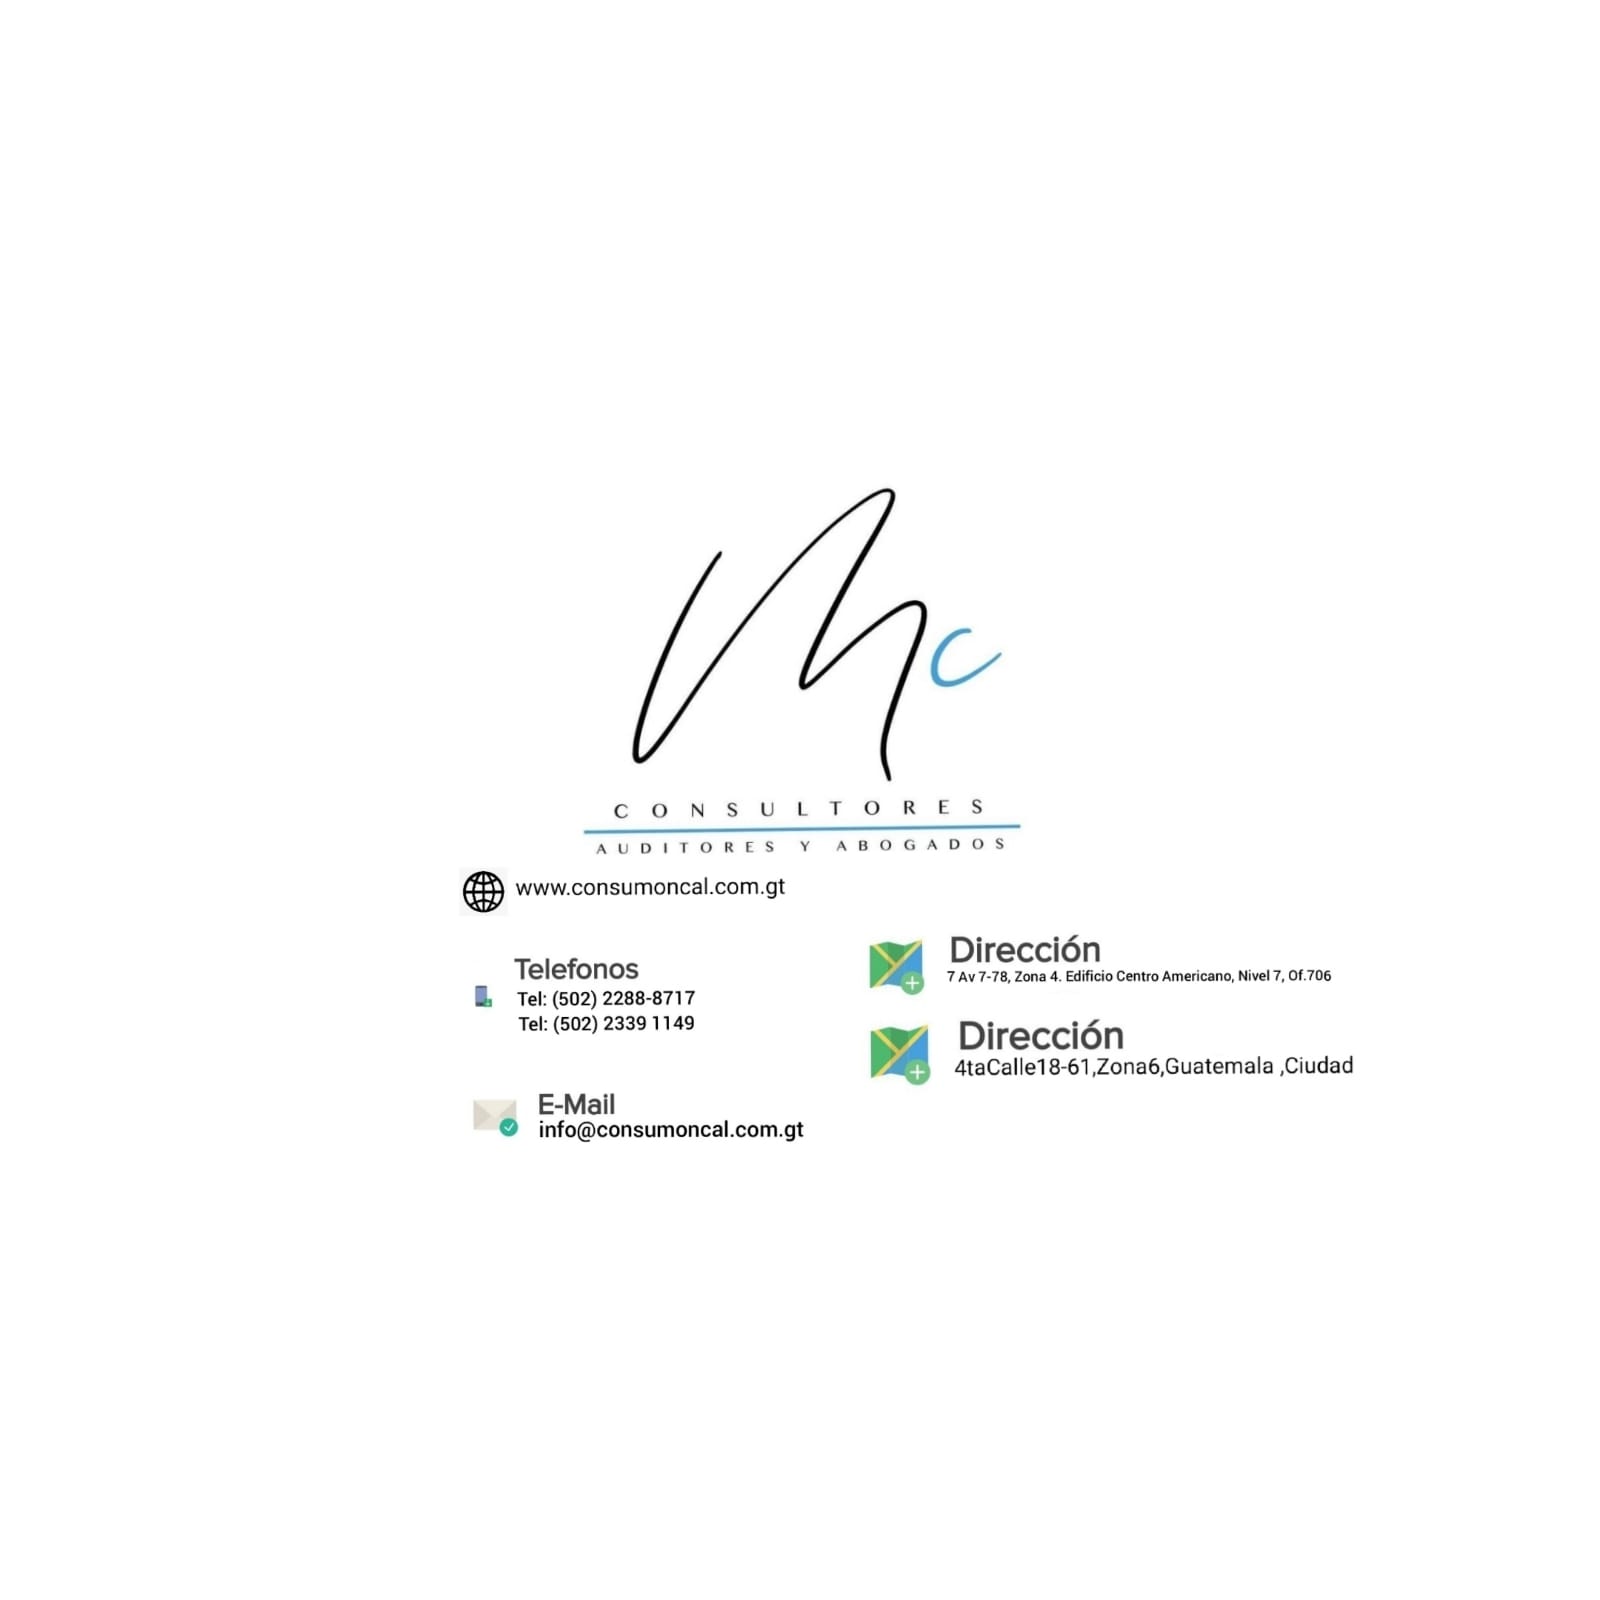 Mc
CONSULTORES
AUDITORES Y ABOGADOS
www.consumoncal.com.gt
Telefonos
Tel: (502) 2288-8717
Tel: (502) 2339 1149
E-Mail
info@consumoncal.com.gt
Dirección
7 Av 7-78, Zona 4. Edificio Centro Americano, Nivel 7, Of.706
Dirección
4taCalle18-61,Zona6,Guatemala ,Ciudad